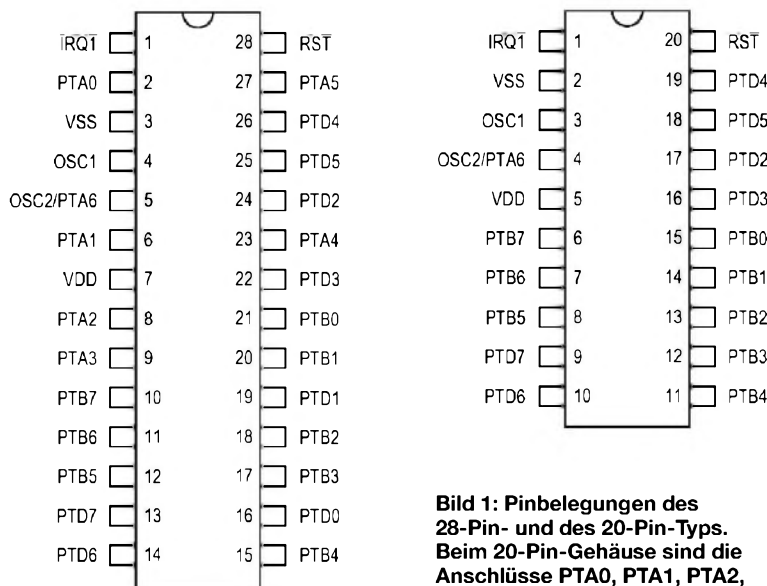 IRQ1 1 28 RST
PTA0 2 27 PTA5
VSS 3 26 PTD4
OSC1 4 25 PTD5
OSC2/PTA6 5 24 PTD2
PTA1 6 23 PTA4
VDD 7 22 PTD3
PTA2 8 21 PTB0
PTA3 9 20 PTB1
PTB7 10 19 PTD1
PTB6 11 18 PTB2
PTB5 12 17 PTB3
PTD7 13 16 PTD0
PTD6 14 15 PTB4
IRQ1 1 20 RST
VSS 2 19 PTD4
OSC1 3 18 PTD5
OSC2/PTA6 4 17 PTD2
VDD 5 16 PTD3
PTB7 6 15 PTB0
PTB6 7 14 PTB1
PTB5 8 13 PTB2
PTD7 9 12 PTB3
PTD6 10 11 PTB4
Bild 1: Pinbelegungen des
28-Pin- und des 20-Pin-Typs.
Beim 20-Pin-Gehäuse sind die
Anschlüsse PTA0, PTA1, PTA2,